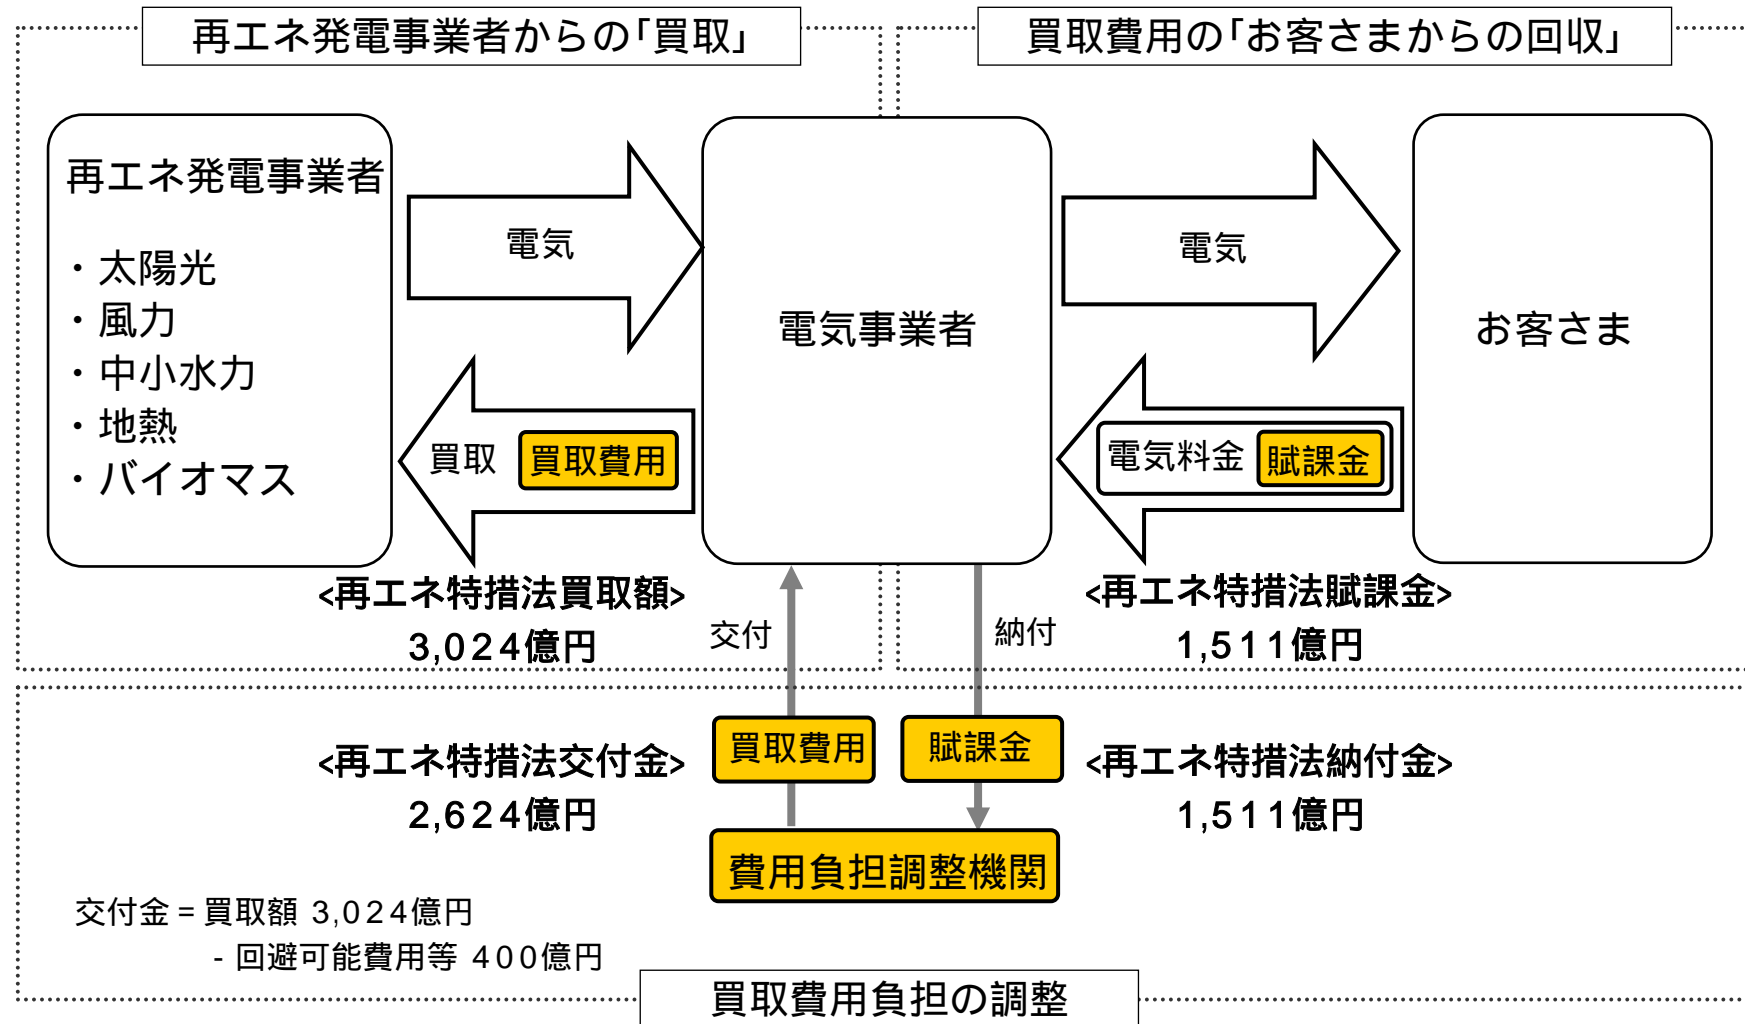 再エネ発電事業者からの「買取」
買取費用の「お客さまからの回収」
再エネ発電事業者
・太陽光
・風力
・中小水力
・地熱
・バイオマス
電気
買取
買取費用
電気事業者
電気
電気料金
賦課金
お客さま
<再エネ特措法買取額>
3,024億円
交付
納付
<再エネ特措法賦課金>
1,511億円
<再エネ特措法交付金>
2,624億円
買取費用
賦課金
<再エネ特措法納付金>
1,511億円
費用負担調整機関
交付金=買取額 3,024億円
- 回避可能費用等 400億円
買取費用負担の調整